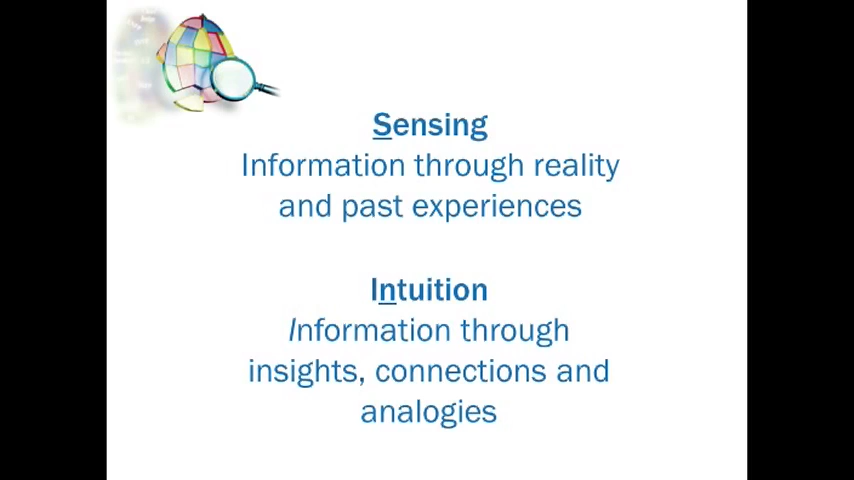 Sensing
Information through reality
and past experiences
Intuition
Information through
insights, connections and
analogies